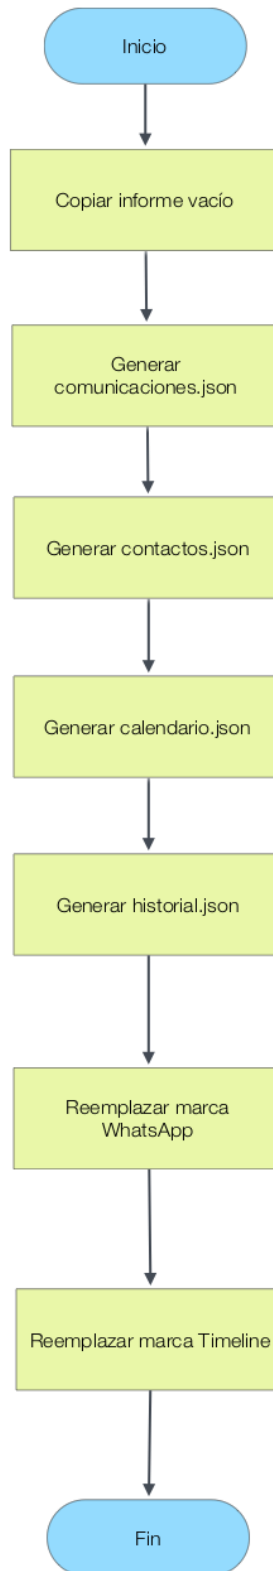 Inicio
Copiar informe vacío
Generar
comunicaciones.json
Generar contactos.json
Generar calendario.json
Generar historial.json
Reemplazar marca
WhatsApp
Reemplazar marca Timeline
Fin